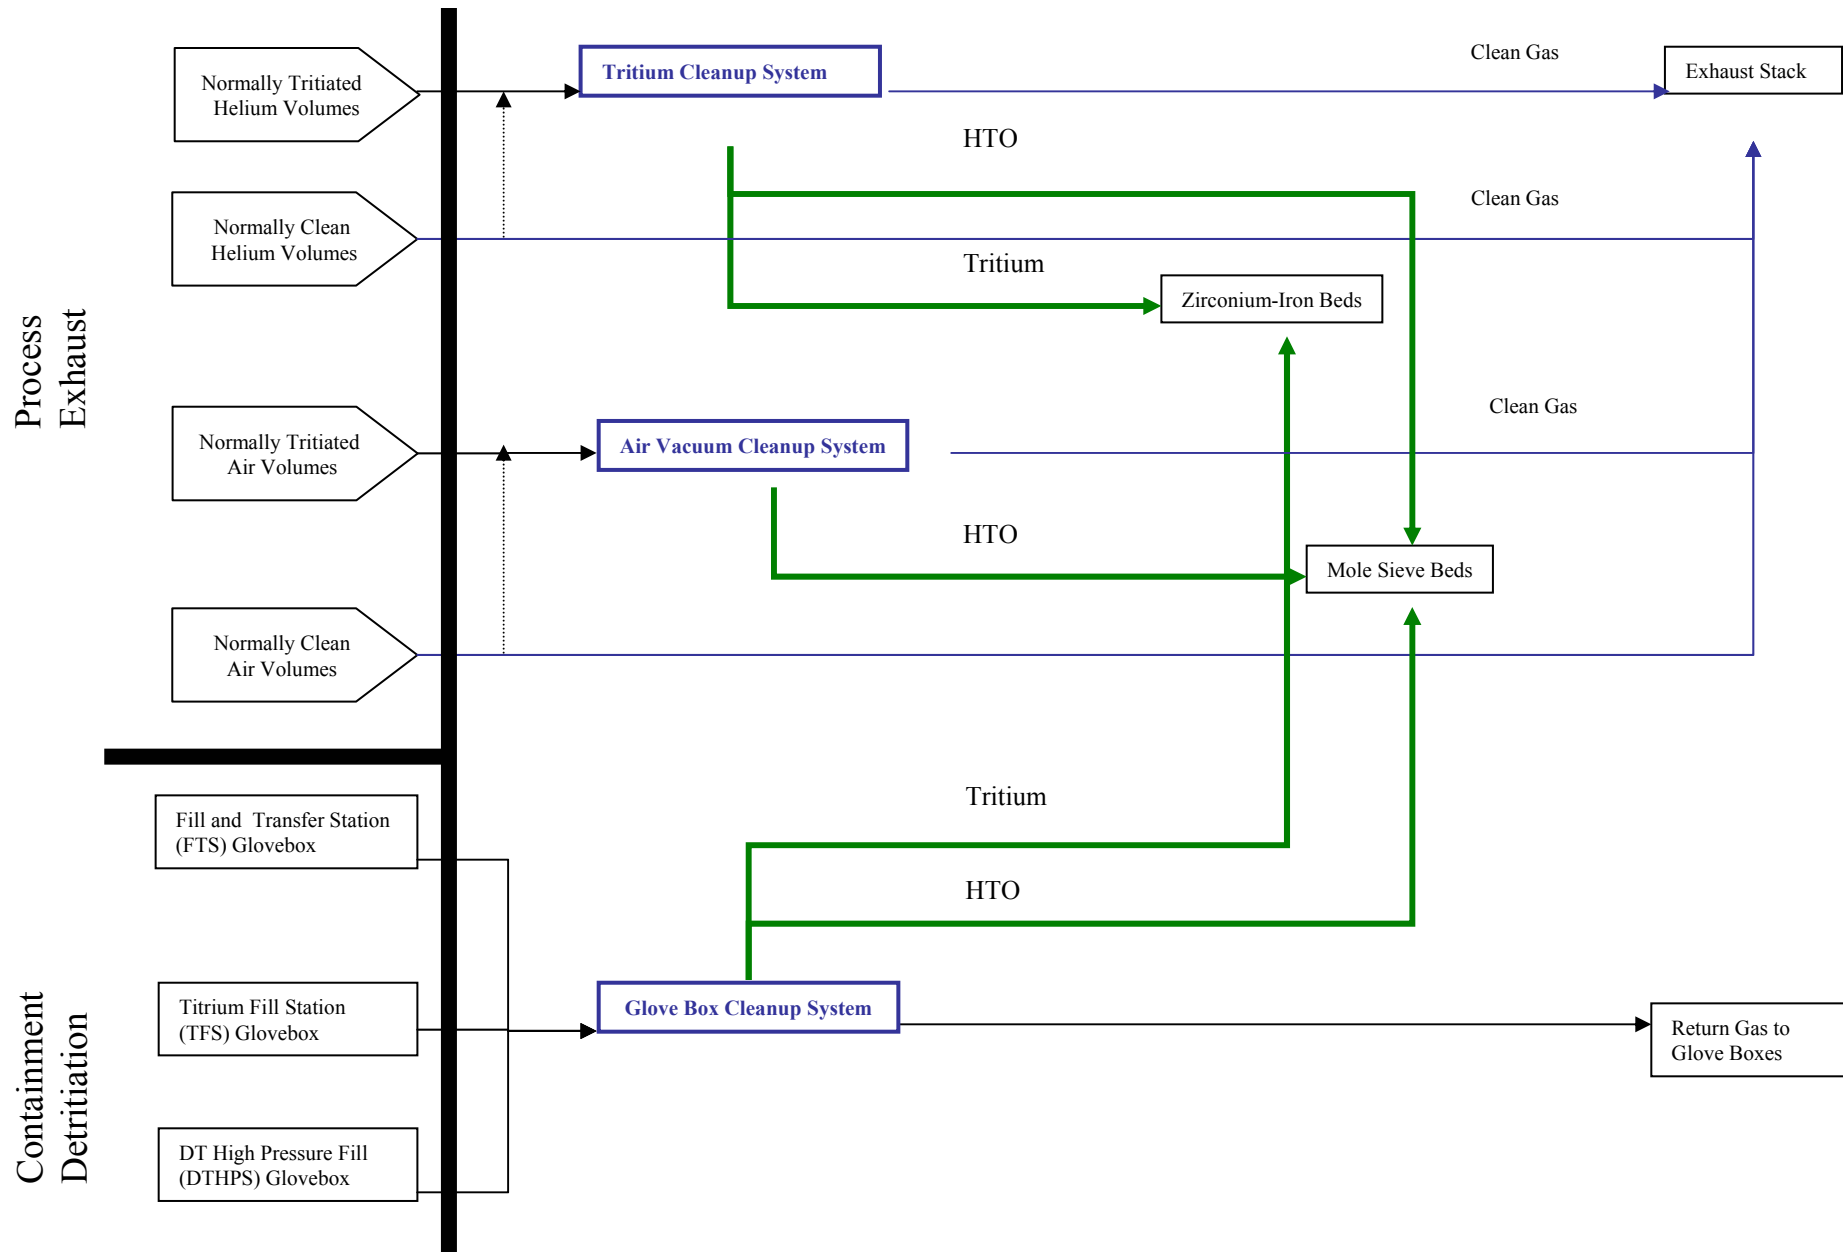 Process
Exhaust
Normally Tritiated
Helium Volumes
Tritium Cleanup System
Clean Gas
Exhaust Stack
HTO
Normally Clean
Helium Volumes
Clean Gas
Tritium
Zirconium-Iron Beds
Normally Tritiated
Air Volumes
Air Vacuum Cleanup System
Clean Gas
HTO
Mole Sieve Beds
Normally Clean
Air Volumes
Containment
Detritiation
Fill and Transfer Station
(FTS) Glovebox
Tritium
HTO
Titrium Fill Station
(TFS) Glovebox
Glove Box Cleanup System
Return Gas to
Glove Boxes
DT High Pressure Fill
(DTHPS) Glovebox